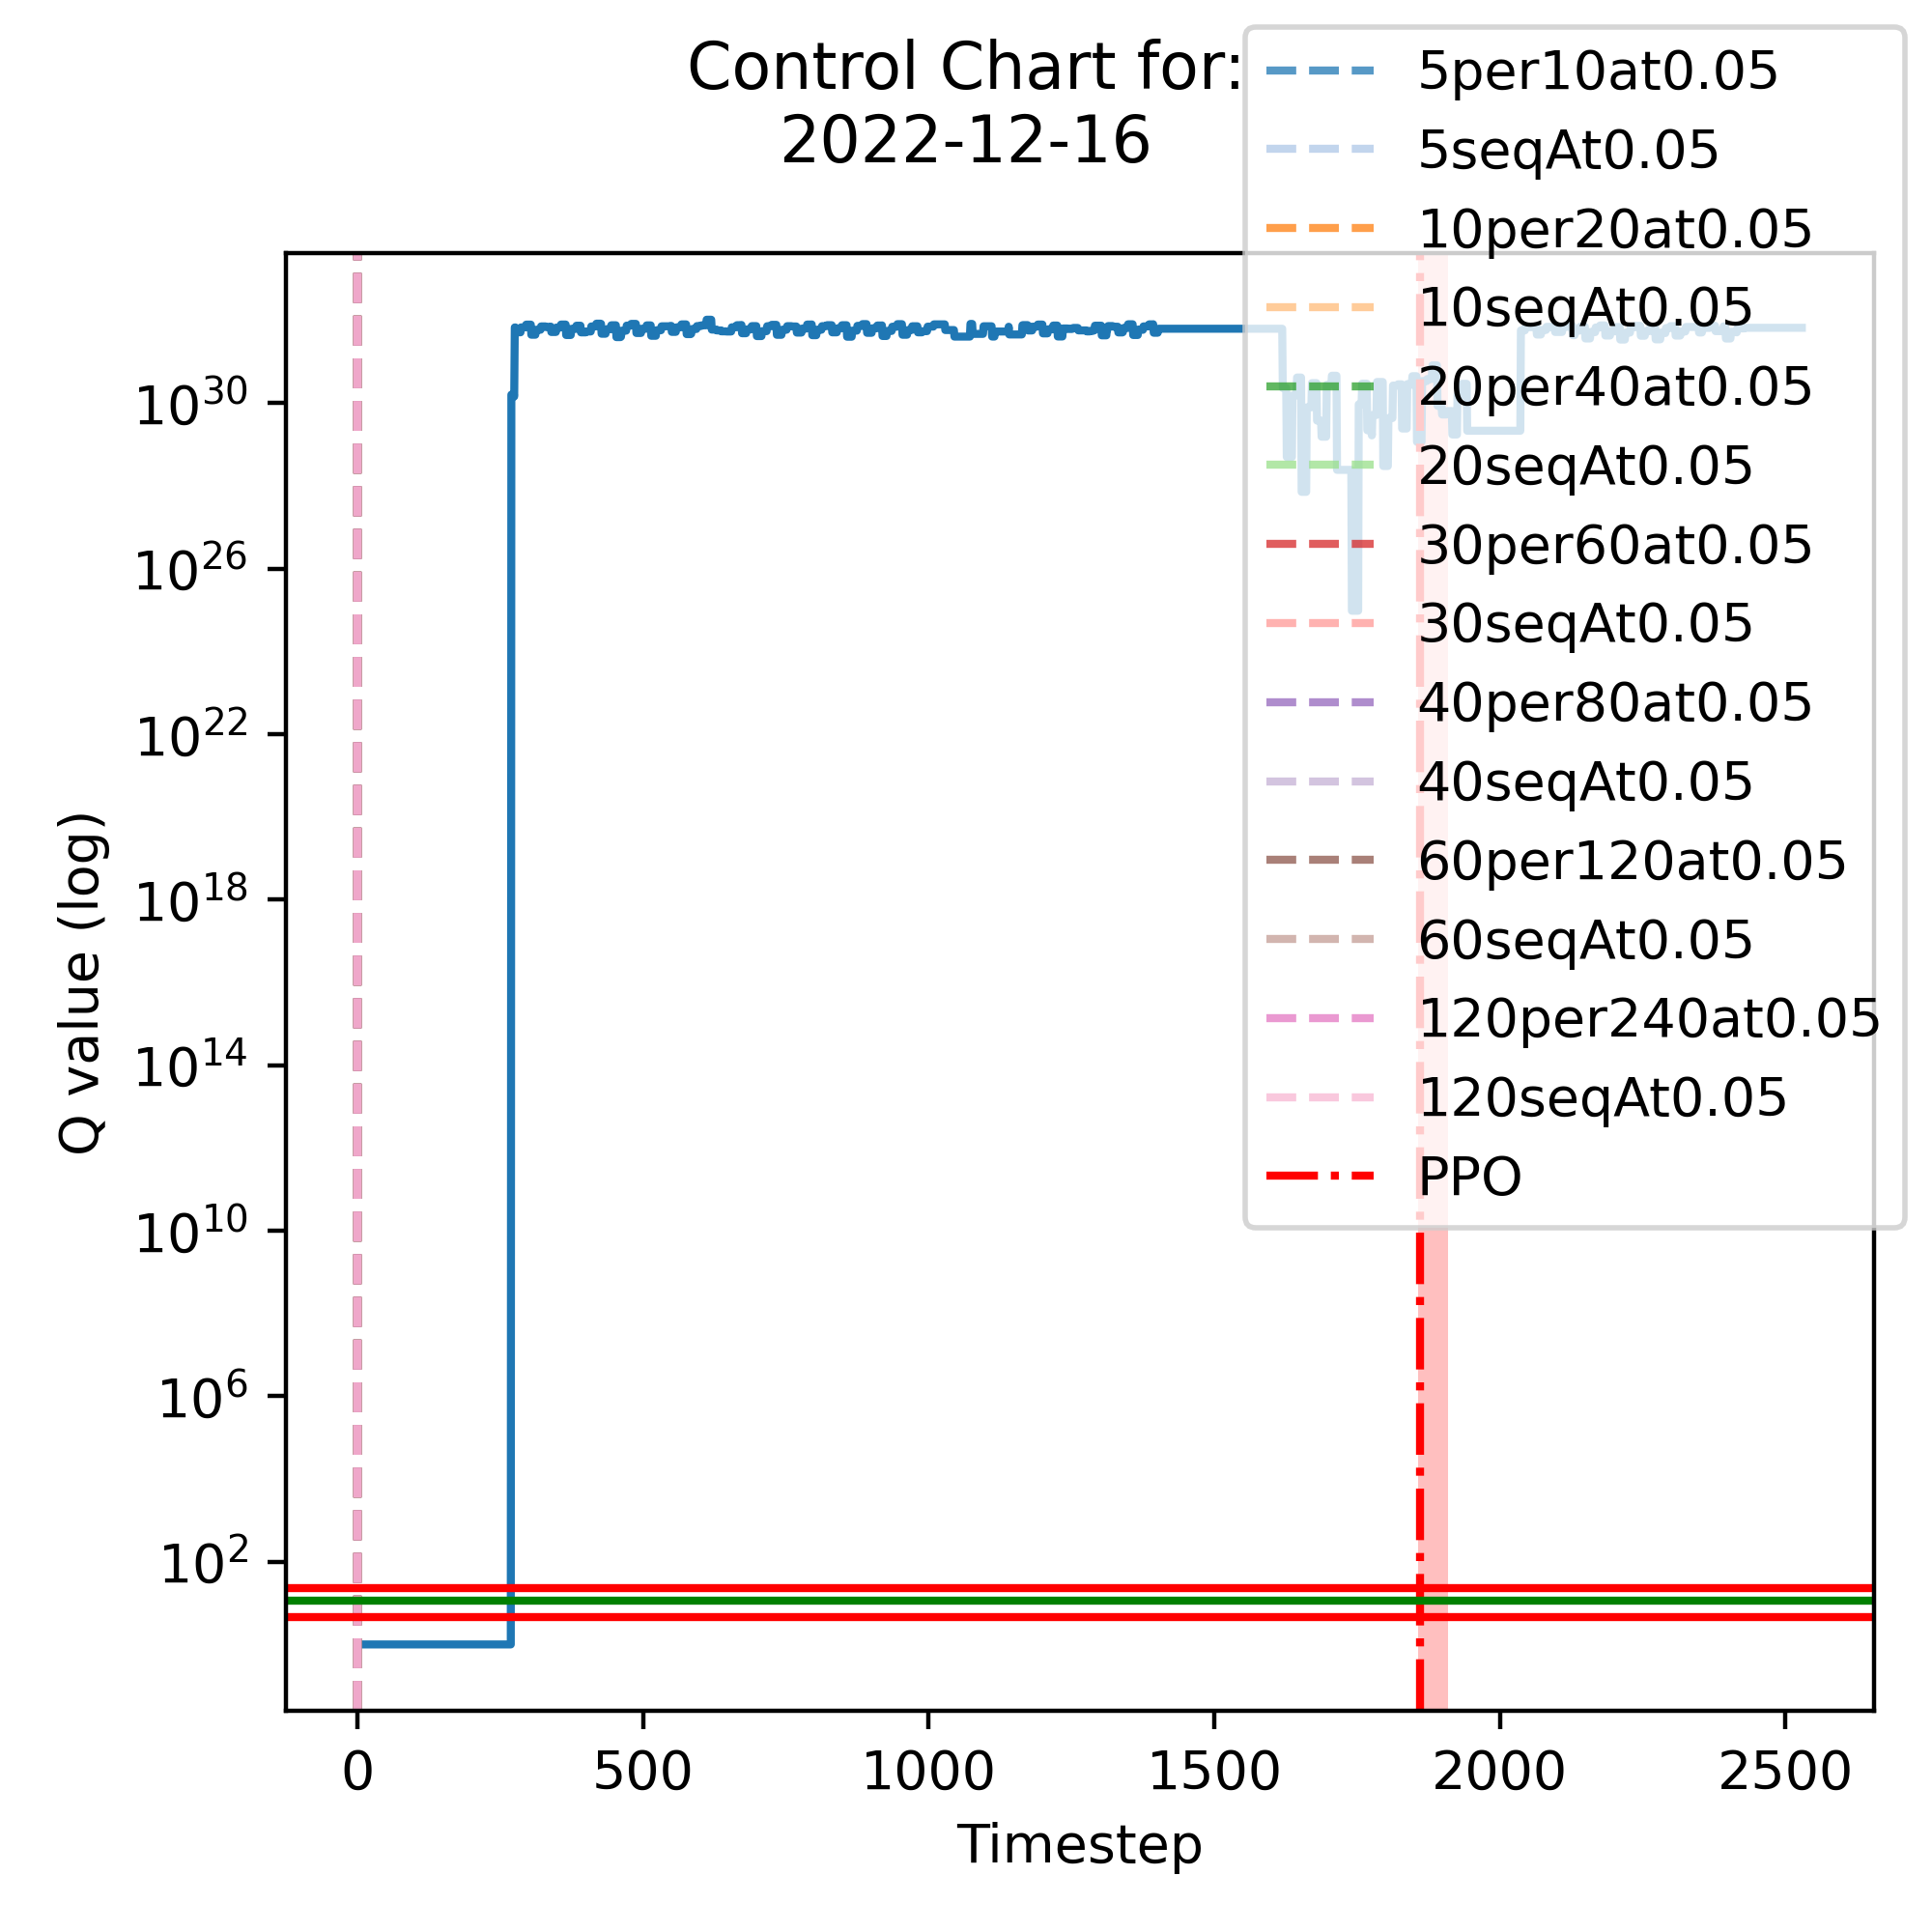 Control Chart for:
2022-12-16
5per10at0.05
5seqAt0.05
10per20at0.05
10seqAt0.05
20per40at0.05
20seqAt0.05
30per60at0.05
30seqAt0.05
40per80at0.05
40seqAt0.05
60per120at0.05
60seqAt0.05
120per240at0.05
120seqAt0.05
PPO
Q value (log)
10^30
10^26
10^22
10^18
10^14
10^10
10^6
10^2
0 500 1000 1500 2000 2500
Timestep